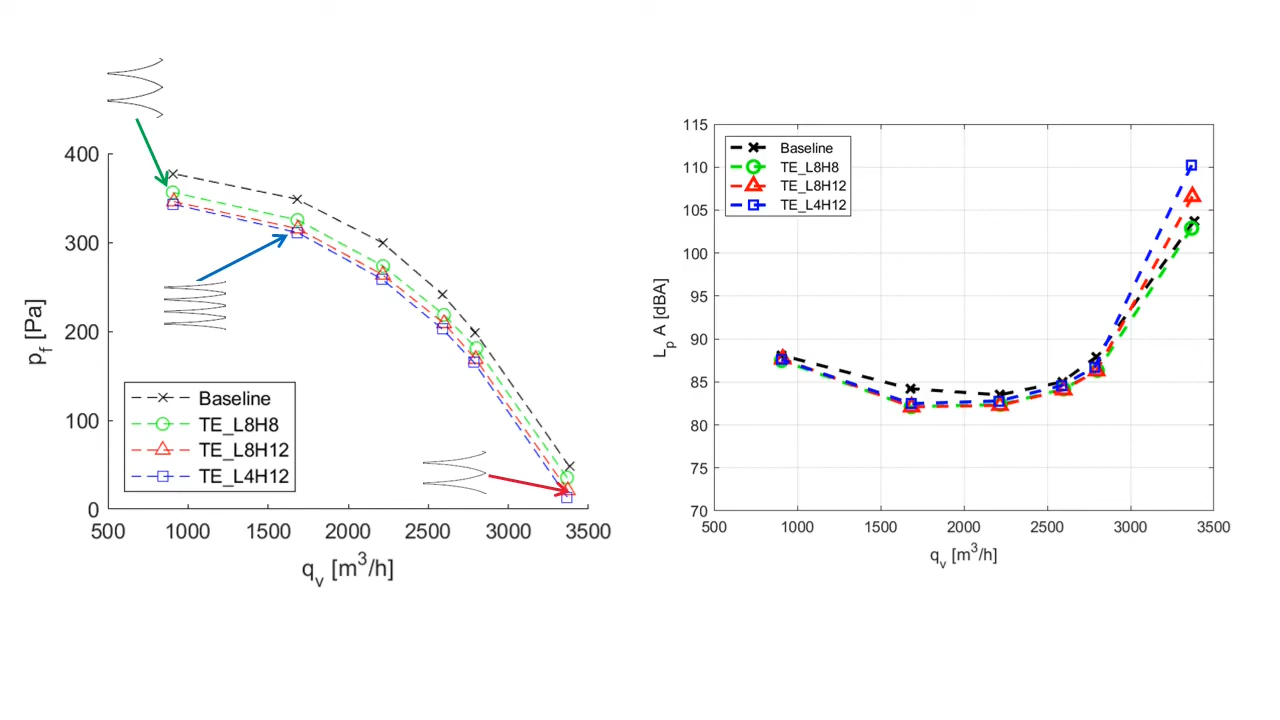 400
300
200
100
0
p_f [Pa]
Baseline
TE_L8H8
TE_L8H12
TE_L4H12
500 1000 1500 2000 2500 3000 3500
q_v [m^3/h]
115
110
105
100
95
90
85
80
75
70
L_p A [dBA]
Baseline
TE_L8H8
TE_L8H12
TE_L4H12
500 1000 1500 2000 2500 3000 3500
q_v [m^3/h]